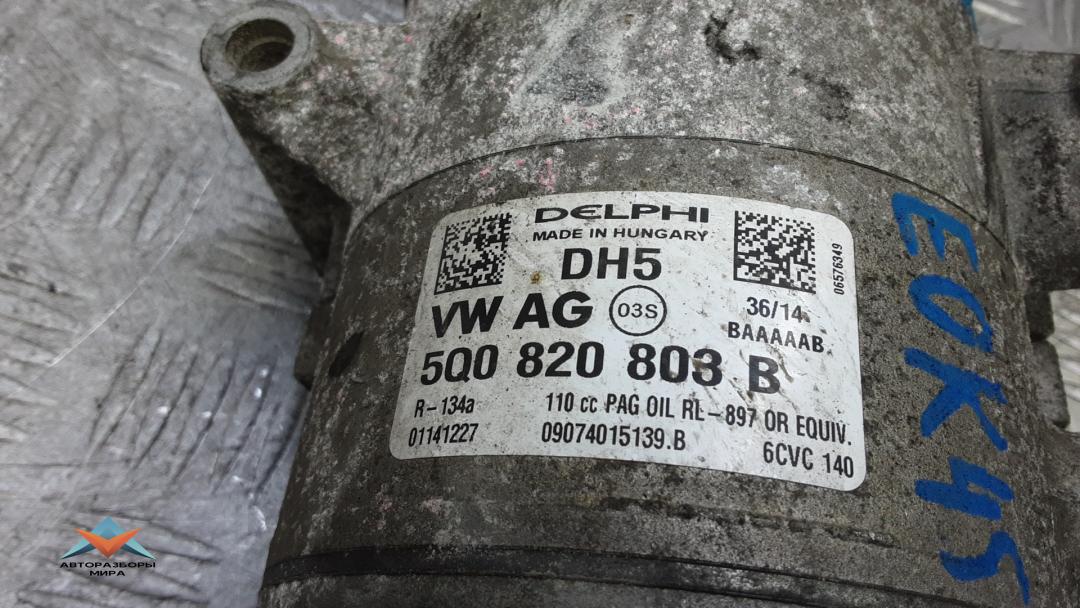 DELPHI
MADE IN HUNGARY
DH5
06576349
VW AG 03S
36/14
BAAAAAB
5Q0 820 803 B
R-134a
110 cc PAG OIL RL-897 OR EQUIV.
01141227
09074015139.B
6CVC 140
EOK45
АВТОРАЗБОРЫ
МИРА